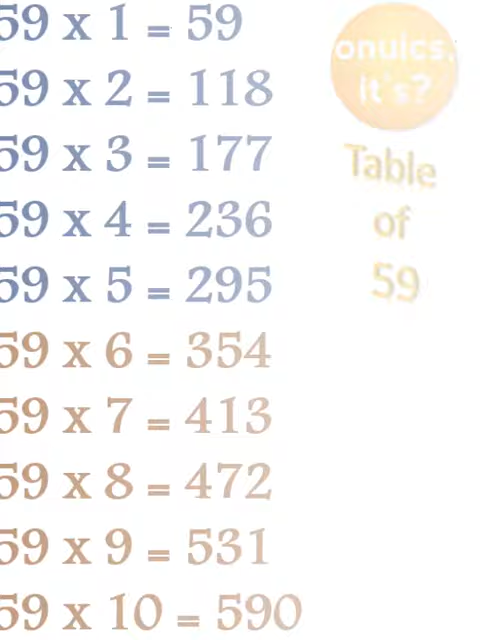 59 x 1 = 59
59 x 2 = 118
59 x 3 = 177
59 x 4 = 236
59 x 5 = 295
59 x 6 = 354
59 x 7 = 413
59 x 8 = 472
59 x 9 = 531
59 x 10 = 590
It's?
Table
of
59